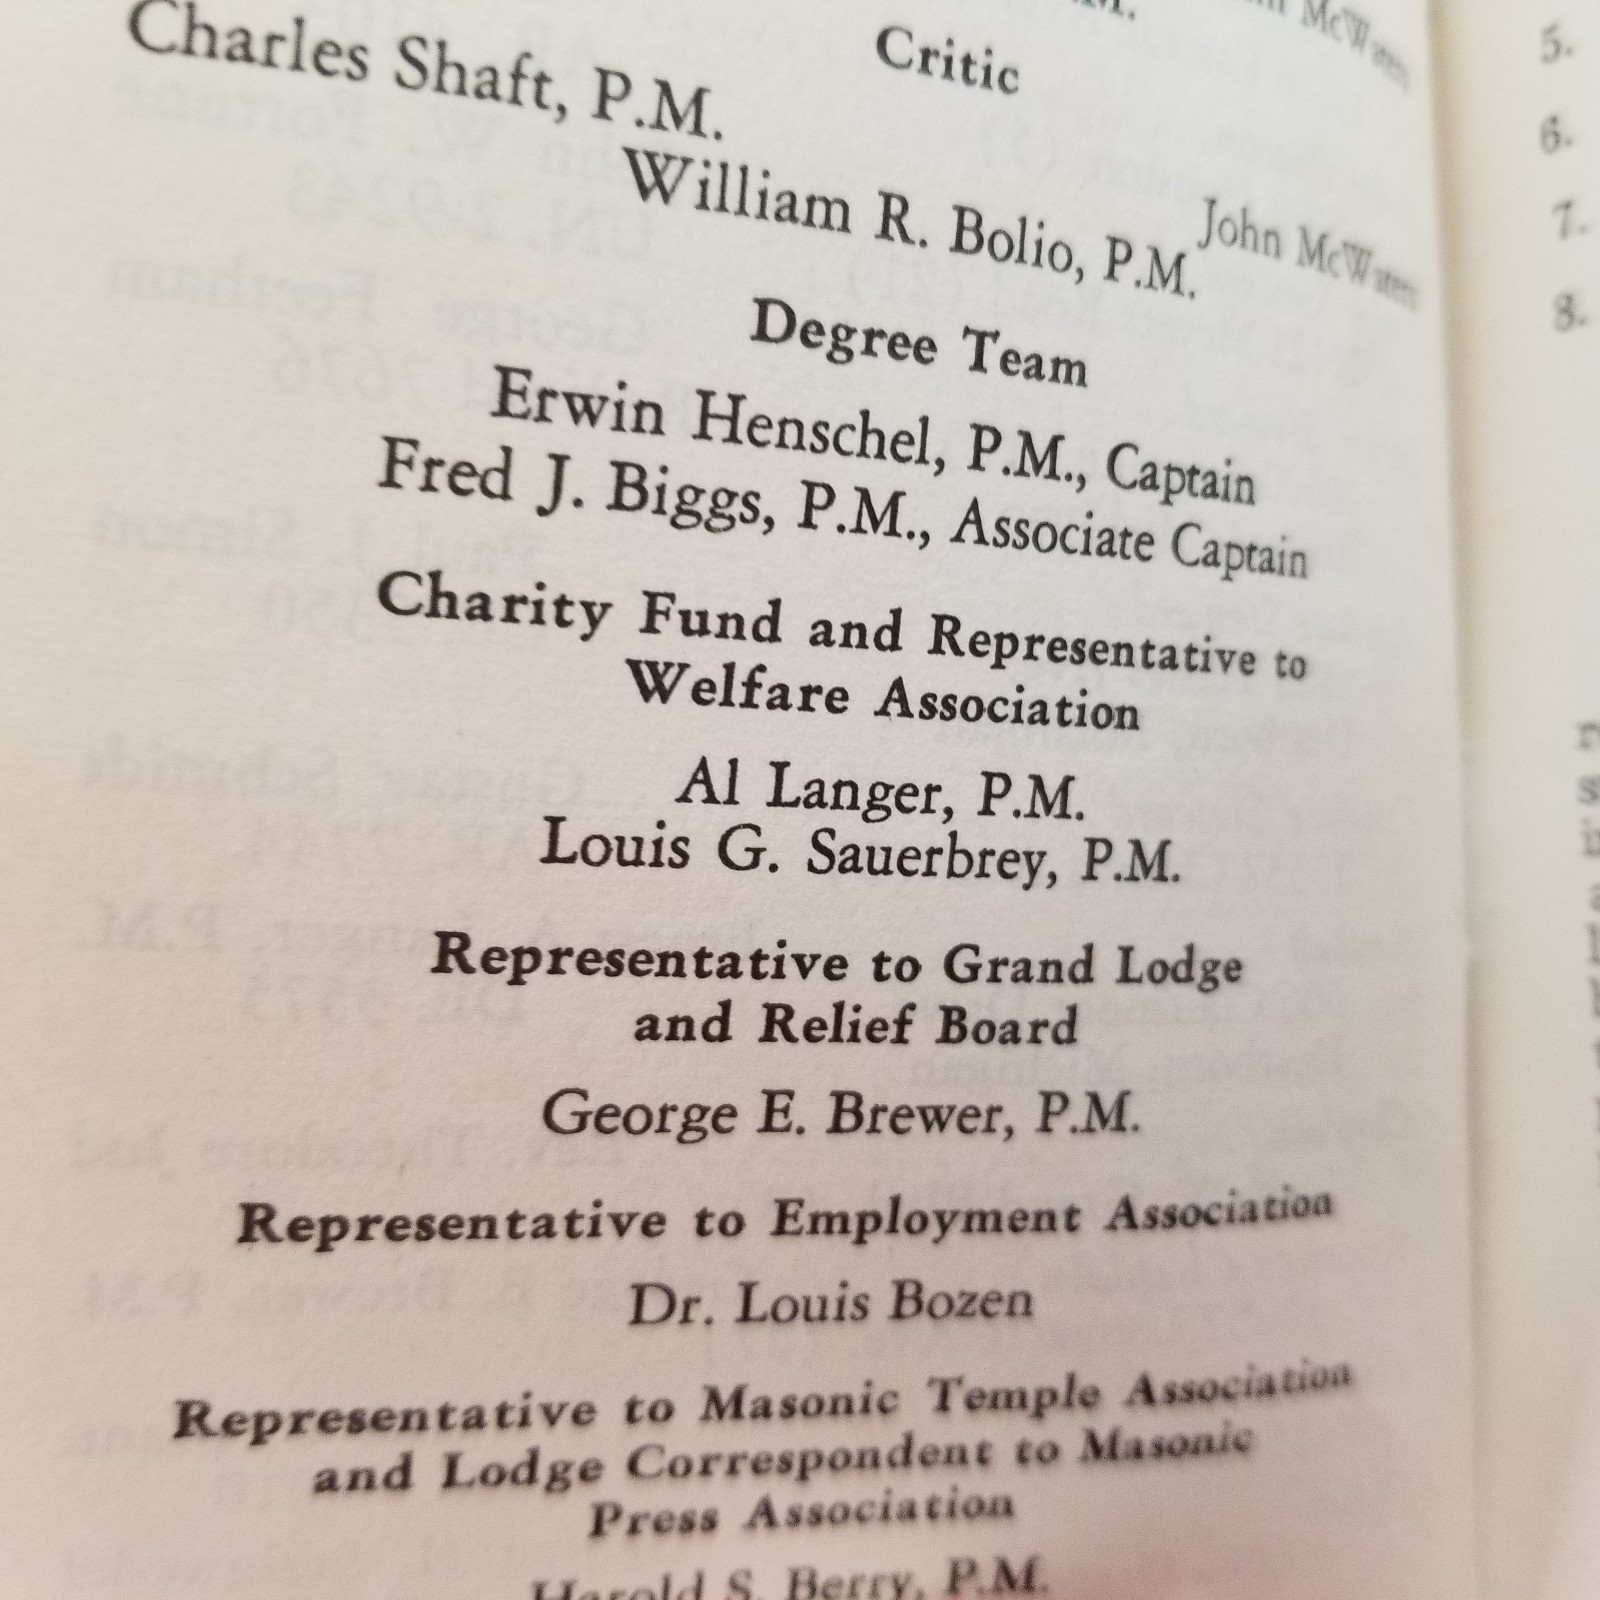 McWaters
Critic
Charles Shaft, P.M.
William R. Bolio, P.M.
John McWaters
Degree Team
Erwin Henschel, P.M., Captain
Fred J. Biggs, P.M., Associate Captain
Charity Fund and Representative to
Welfare Association
Al Langer, P.M.
Louis G. Sauerbrey, P.M.
Representative to Grand Lodge
and Relief Board
George E. Brewer, P.M.
Representative to Employment Association
Dr. Louis Bozen
Representative to Masonic Temple Association
and Lodge Correspondent to Masonic
Press Association
Harold S. Berry, P.M.
5.
6.
7.
8.